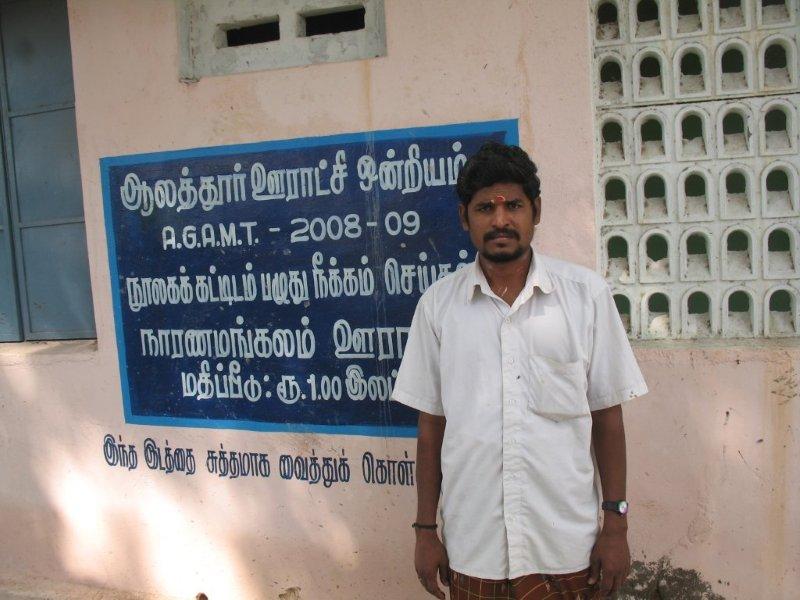 ஆலத்தூர் ஊராட்சி ஒன்றியம்
A.G.A.M.T. - 2008-09
நூலகக் கட்டிடம் பழுது நீக்கம்
நாரணமங்கலம்
மதிப்பீடு: ரூ. 1.00
இந்த இடத்தை சுத்தமாக வைத்துக்